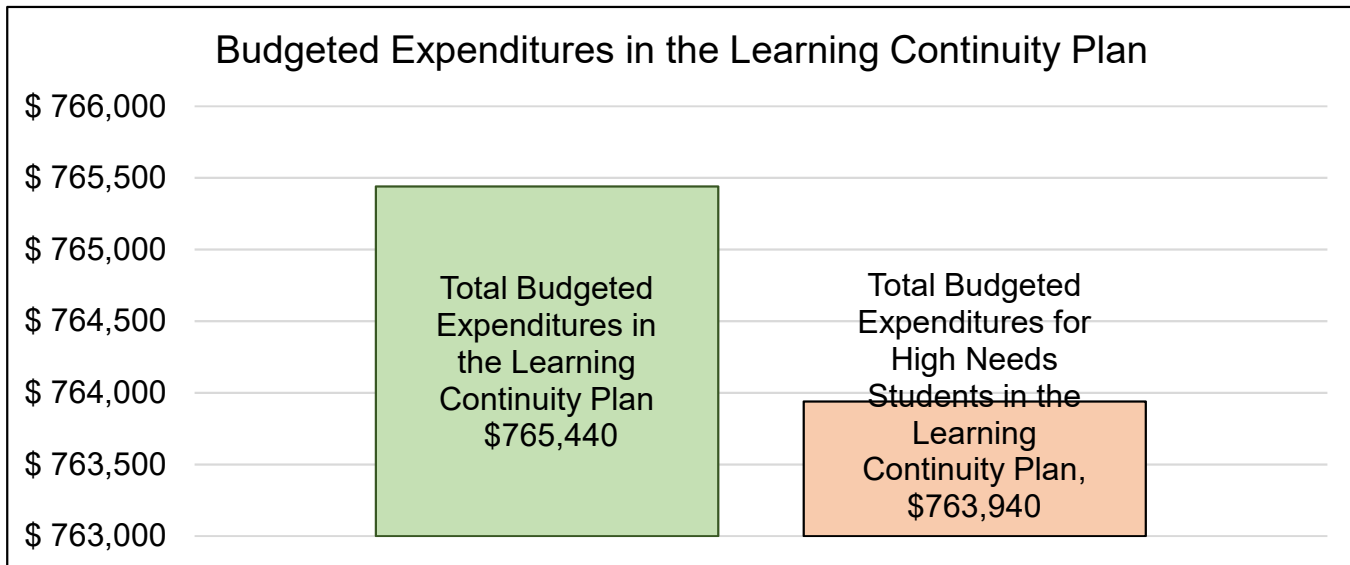 Budgeted Expenditures in the Learning Continuity Plan
$ 766,000
$ 765,500
$ 765,000
$ 764,500
$ 764,000
$ 763,500
$ 763,000
Total Budgeted
Expenditures in
the Learning
Continuity Plan
$765,440
Total Budgeted
Expenditures for
High Needs
Students in the
Learning
Continuity Plan,
$763,940